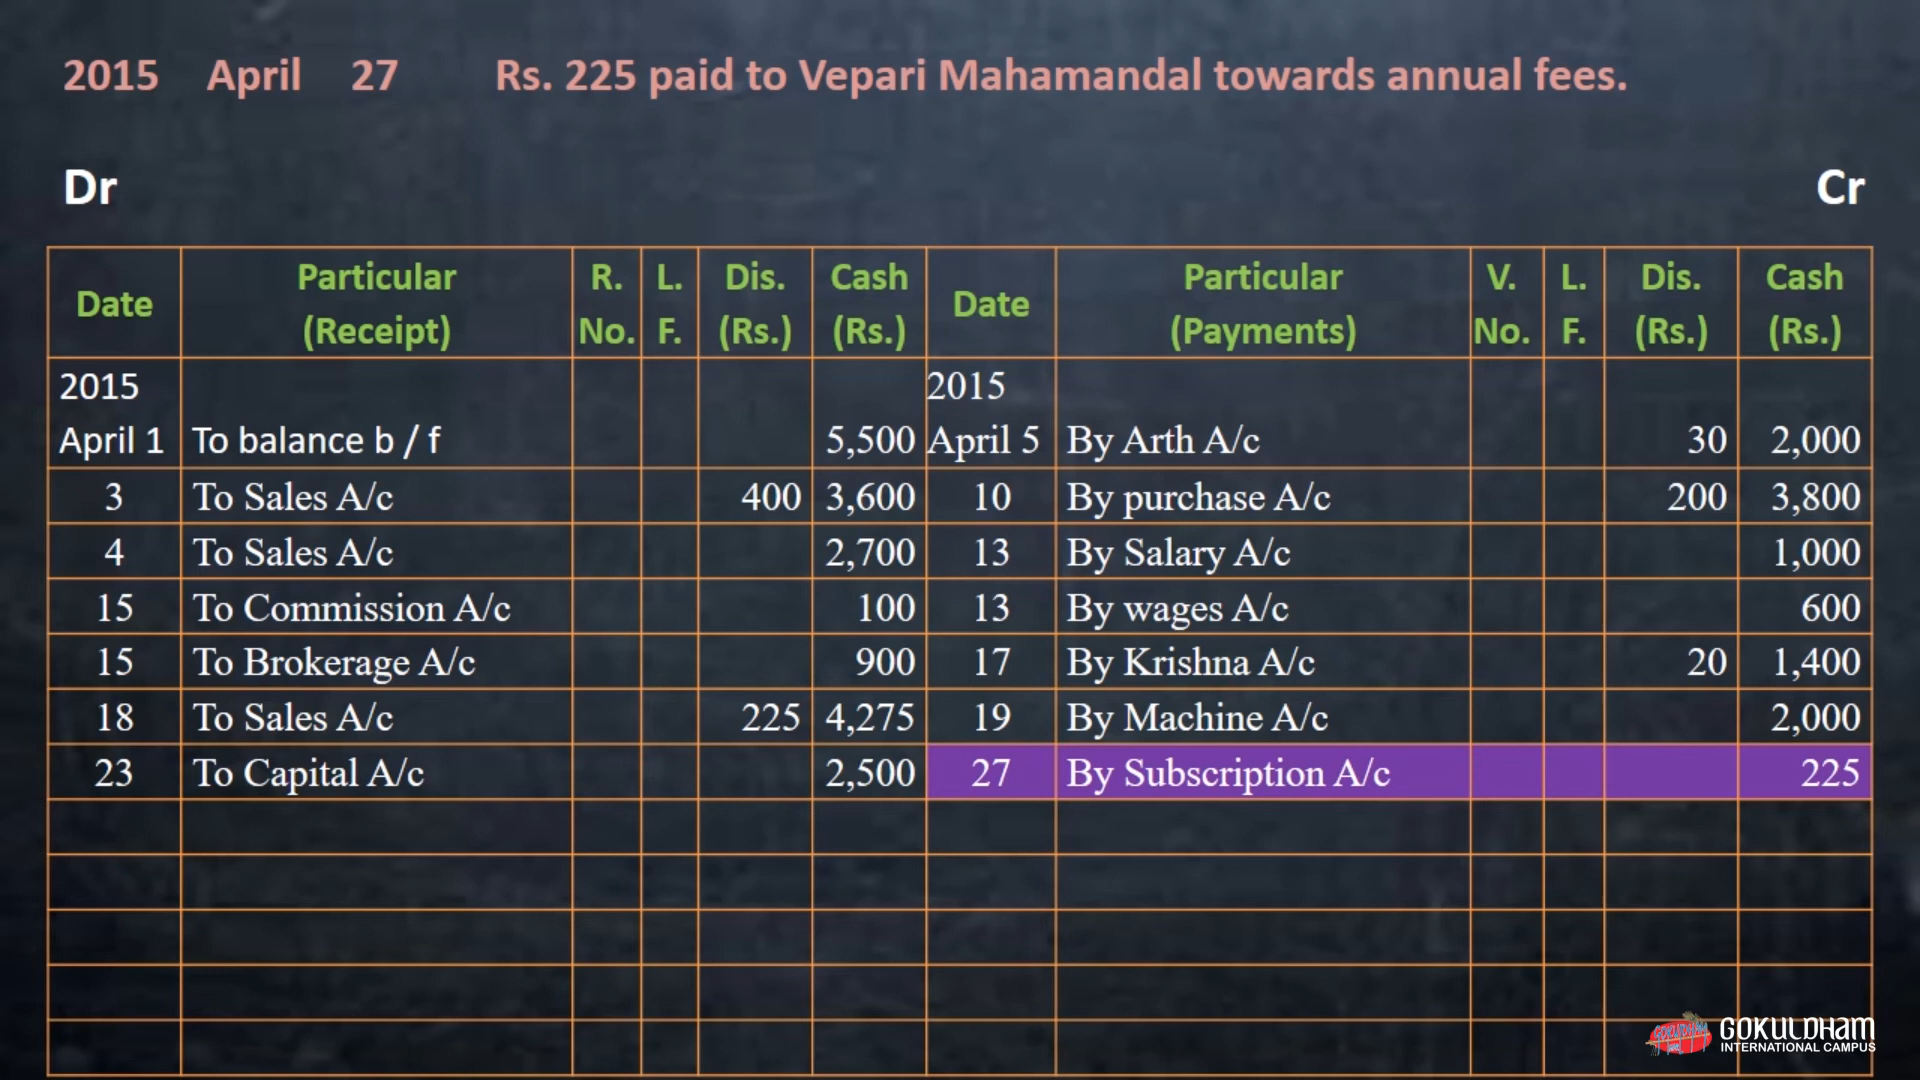 2015 April 27 Rs. 225 paid to Vepari Mahamandal towards annual fees.
Dr Cr
Date Particular (Receipt) R. No. L. F. Dis. (Rs.) Cash (Rs.) Date Particular (Payments) V. No. L. F. Dis. (Rs.) Cash (Rs.)
2015 2015
April 1 To balance b / f 5,500 April 5 By Arth A/c 30 2,000
3 To Sales A/c 400 3,600 10 By purchase A/c 200 3,800
4 To Sales A/c 2,700 13 By Salary A/c 1,000
15 To Commission A/c 100 13 By wages A/c 600
15 To Brokerage A/c 900 17 By Krishna A/c 20 1,400
18 To Sales A/c 225 4,275 19 By Machine A/c 2,000
23 To Capital A/c 2,500 27 By Subscription A/c 225
GOKULDHAM
INTERNATIONAL CAMPUS